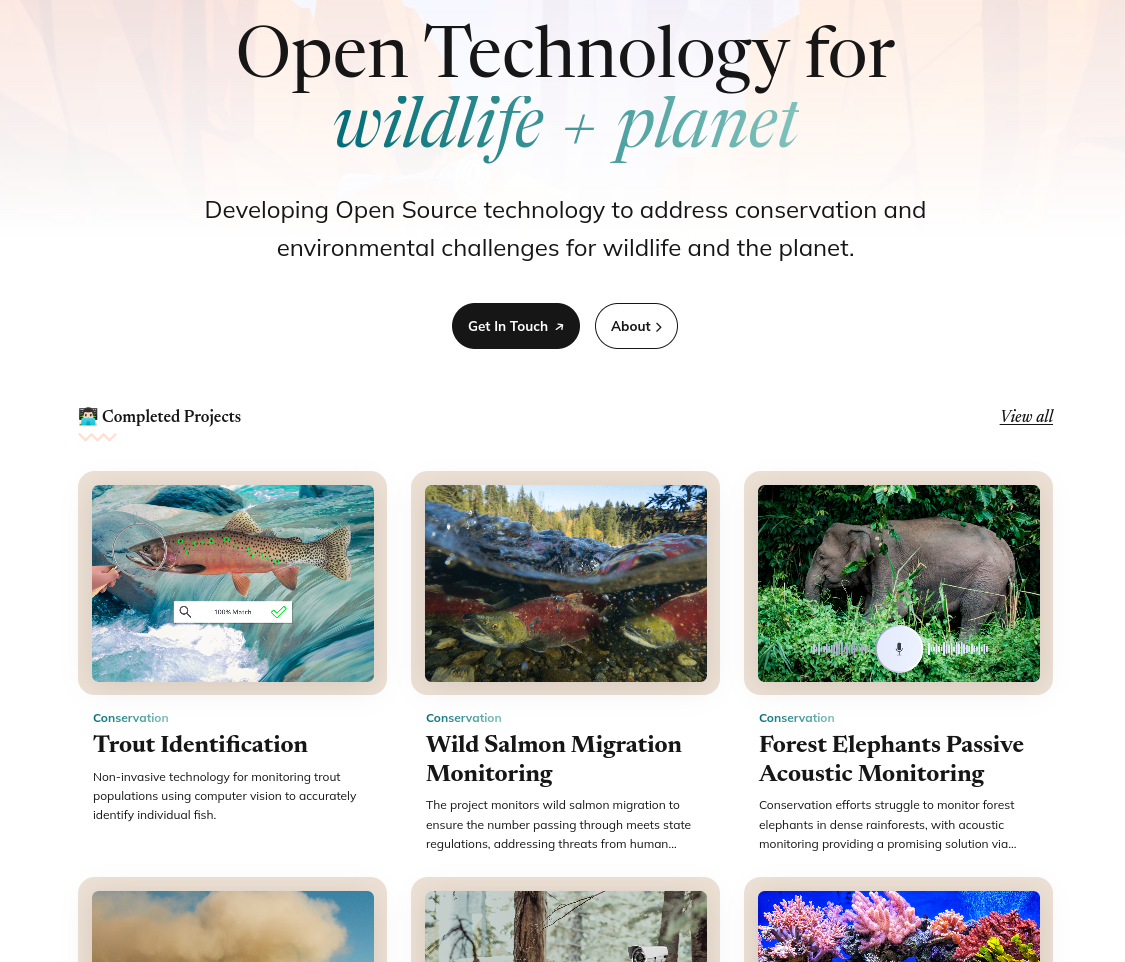 Open Technology for
wildlife + planet
Developing Open Source technology to address conservation and
environmental challenges for wildlife and the planet.
Get In Touch
About
Completed Projects
View all
100% Match
Conservation
Trout Identification
Non-invasive technology for monitoring trout
populations using computer vision to accurately
identify individual fish.
Conservation
Wild Salmon Migration
Monitoring
The project monitors wild salmon migration to
ensure the number passing through meets state
regulations, addressing threats from human...
Conservation
Forest Elephants Passive
Acoustic Monitoring
Conservation efforts struggle to monitor forest
elephants in dense rainforests, with acoustic
monitoring providing a promising solution via...